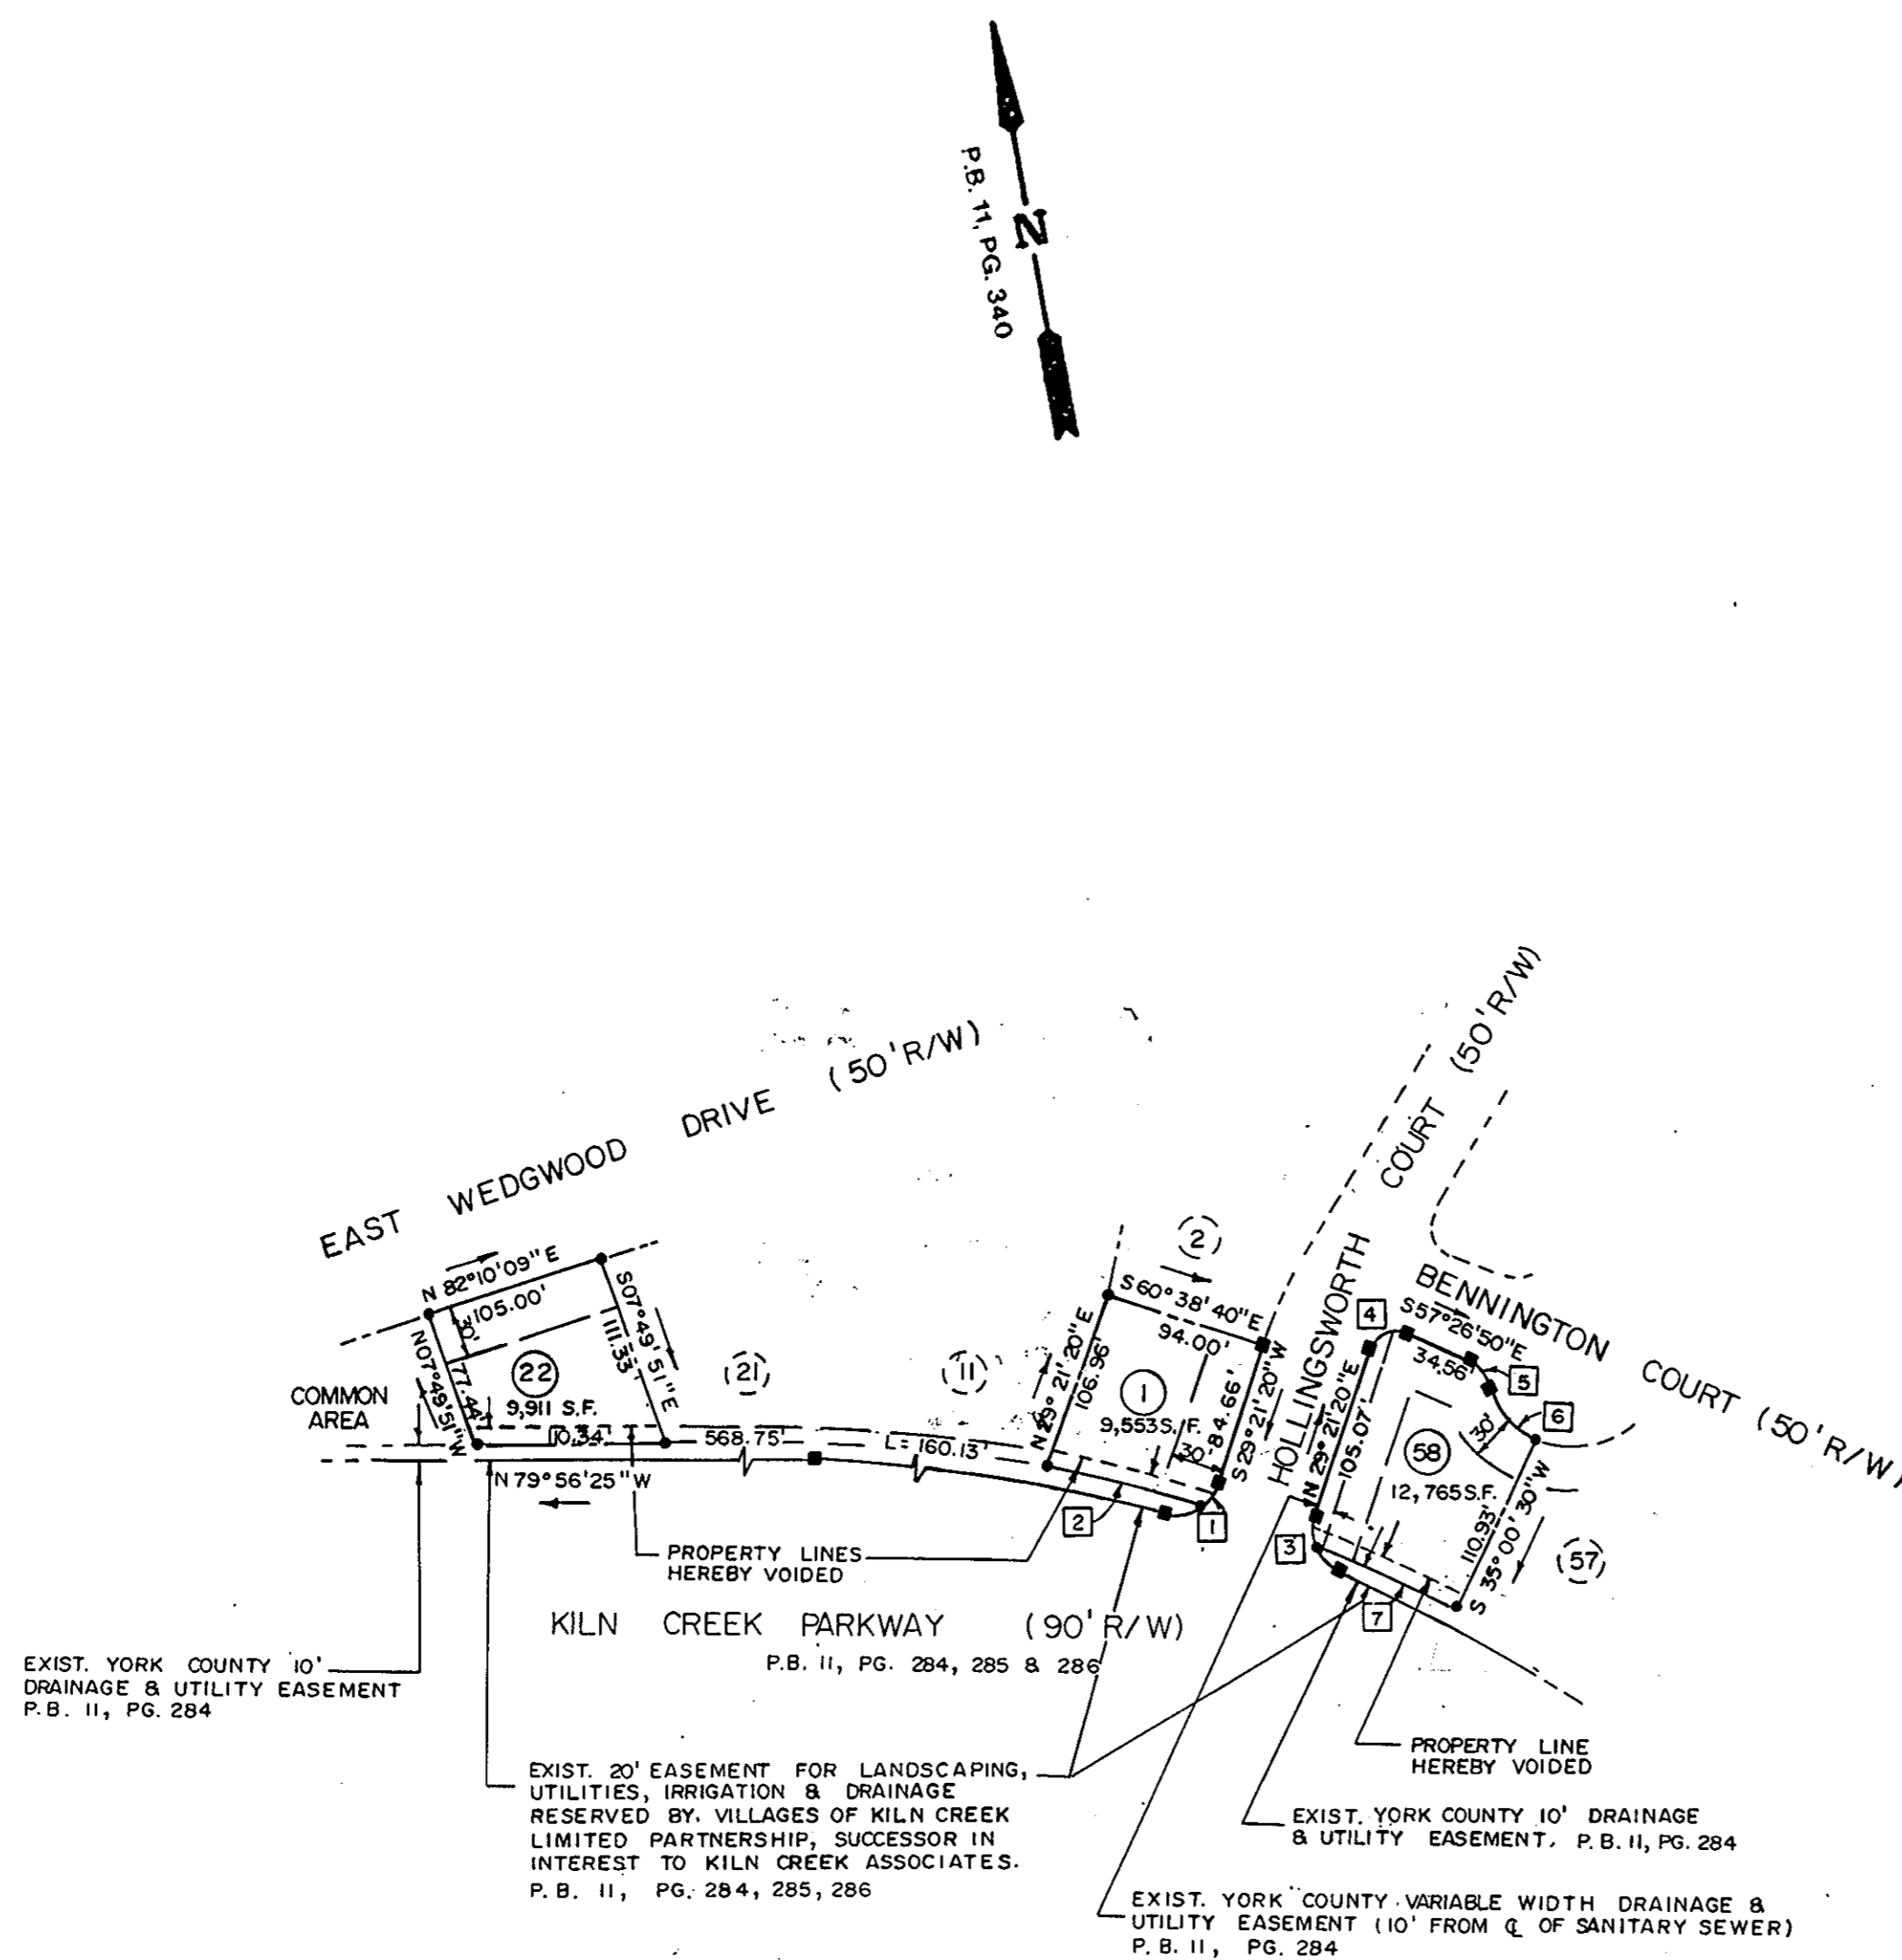 P.B. 11, PG. 340
N
EAST WEDGWOOD DRIVE (50'R/W)
N 82°10'09"E
105.00'
30'
N07°49'51"W
77.44'
S07°49'51"E
111.33'
22
9,911 S.F.
COMMON
AREA
110.34'
568.75'
L= 160.13'
N 79°56'25"W
21
11
2
S60°38'40"E
94.00'
N 29° 21' 20"E
106.96'
1
9,553 S.F.
30'
84.66'
S29°21'20"W
2
1
HOLLINGSWORTH COURT (50'R/W)
BENNINGTON COURT (50'R/W)
4
S57°26'50"E
34.56'
5
6
30'
N 29°21'20"E
105.07'
58
12,765 S.F.
110.93'
S 35°00'30"W
57
3
7
PROPERTY LINES
HEREBY VOIDED
KILN CREEK PARKWAY (90'R/W)
P.B. 11, PG. 284, 285 & 286
EXIST. YORK COUNTY 10'
DRAINAGE & UTILITY EASEMENT
P.B. 11, PG. 284
EXIST. 20' EASEMENT FOR LANDSCAPING,
UTILITIES, IRRIGATION & DRAINAGE
RESERVED BY. VILLAGES OF KILN CREEK
LIMITED PARTNERSHIP, SUCCESSOR IN
INTEREST TO KILN CREEK ASSOCIATES.
P. B. 11, PG. 284, 285, 286
PROPERTY LINE
HEREBY VOIDED
EXIST. YORK COUNTY 10' DRAINAGE
& UTILITY EASEMENT. P.B. 11, PG. 284
EXIST. YORK COUNTY VARIABLE WIDTH DRAINAGE &
UTILITY EASEMENT (10' FROM ℄ OF SANITARY SEWER)
P. B. 11, PG. 284